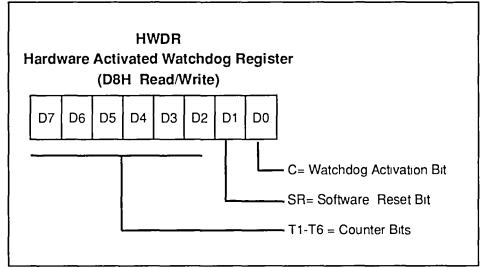 HWDR
Hardware Activated Watchdog Register
(D8H Read/Write)
D7 D6 D5 D4 D3 D2 D1 D0
C= Watchdog Activation Bit
SR= Software Reset Bit
T1-T6 = Counter Bits